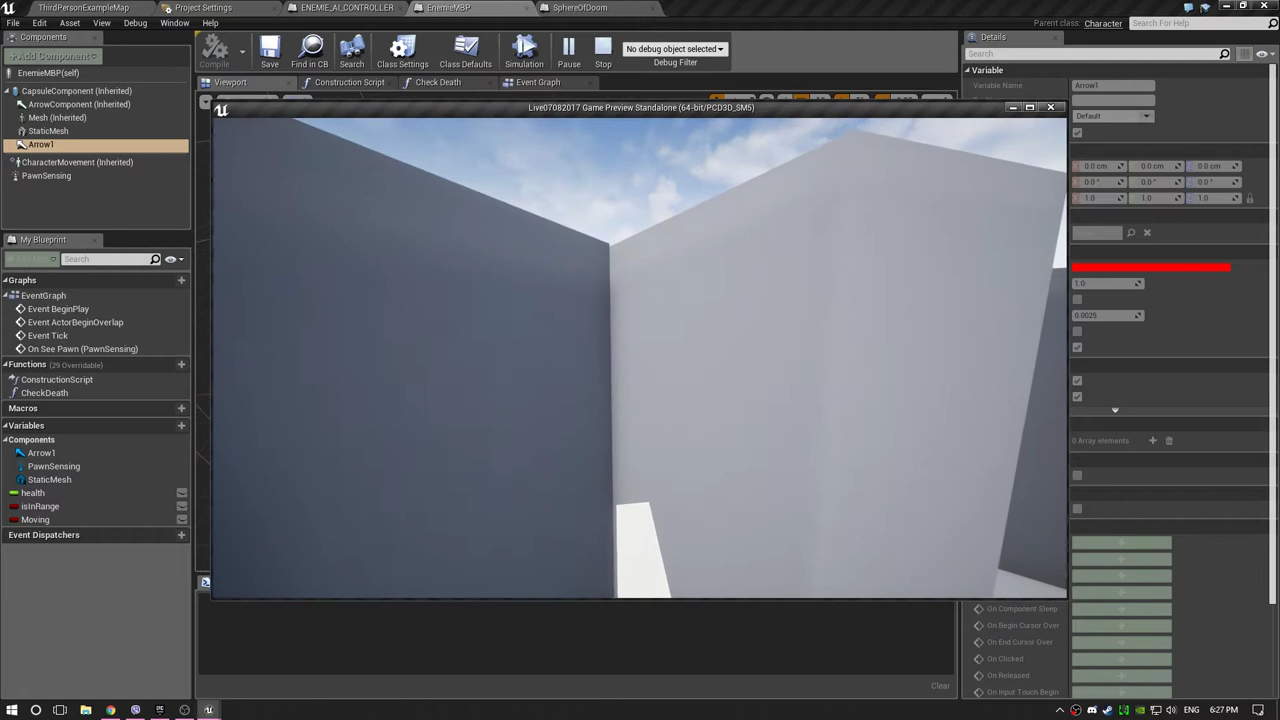 ThirdPersonExampleMap
Project Settings
ENEMIE_AI_CONTROLLER
EnemieMBP
SphereOfDoom
File Edit Asset View Debug Window Help
Parent class: Character
Search For Help
Components
Add Component
EnemieMBP(self)
CapsuleComponent (Inherited)
ArrowComponent (Inherited)
Mesh (Inherited)
StaticMesh
Arrow1
CharacterMovement (Inherited)
PawnSensing
My Blueprint
Search
Graphs
EventGraph
Event BeginPlay
Event ActorBeginOverlap
Event Tick
On See Pawn (PawnSensing)
Functions (29 Overridable)
ConstructionScript
CheckDeath
Macros
Variables
Components
Arrow1
PawnSensing
StaticMesh
health
isInRange
Moving
Event Dispatchers
Compile
Save
Find in CB
Search
Class Settings
Class Defaults
Simulation
Pause
Stop
No debug object selected
Debug Filter
Viewport
Construction Script
Check Death
Event Graph
Live07082017 Game Preview Standalone (64-bit/PCD3D_SM5)
Clear
Details
Search
Variable
Variable Name
Arrow1
Default
0.0 cm 0.0 cm 0.0 cm
0.0 ° 0.0 ° 0.0 °
1.0 1.0 1.0
1.0
0.0025
0 Array elements
On Component Sleep
On Begin Cursor Over
On End Cursor Over
On Clicked
On Released
On Input Touch Begin
ENG 6:27 PM